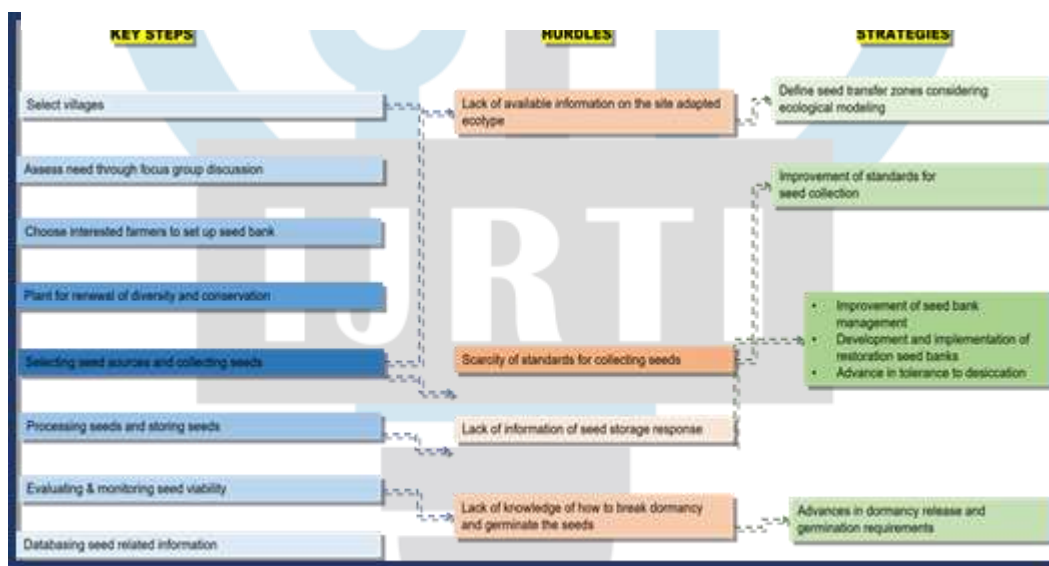 KEY STEPS
HURDLES
STRATEGIES
Select villages
Assess need through focus group discussion
Choose interested farmers to set up seed bank
Plant for renewal of diversity and conservation
Selecting seed sources and collecting seeds
Processing seeds and storing seeds
Evaluating & monitoring seed viability
Databasing seed related information
Lack of available information on the site adapted
ecotype
Scarcity of standards for collecting seeds
Lack of information of seed storage response
Lack of knowledge of how to break dormancy
and germinate the seeds
Define seed transfer zones considering
ecological modeling
Improvement of standards for
seed collection
• Improvement of seed bank
management
• Development and implementation of
restoration seed banks
• Advance in tolerance to desiccation
Advances in dormancy release and
germination requirements
IJRTI